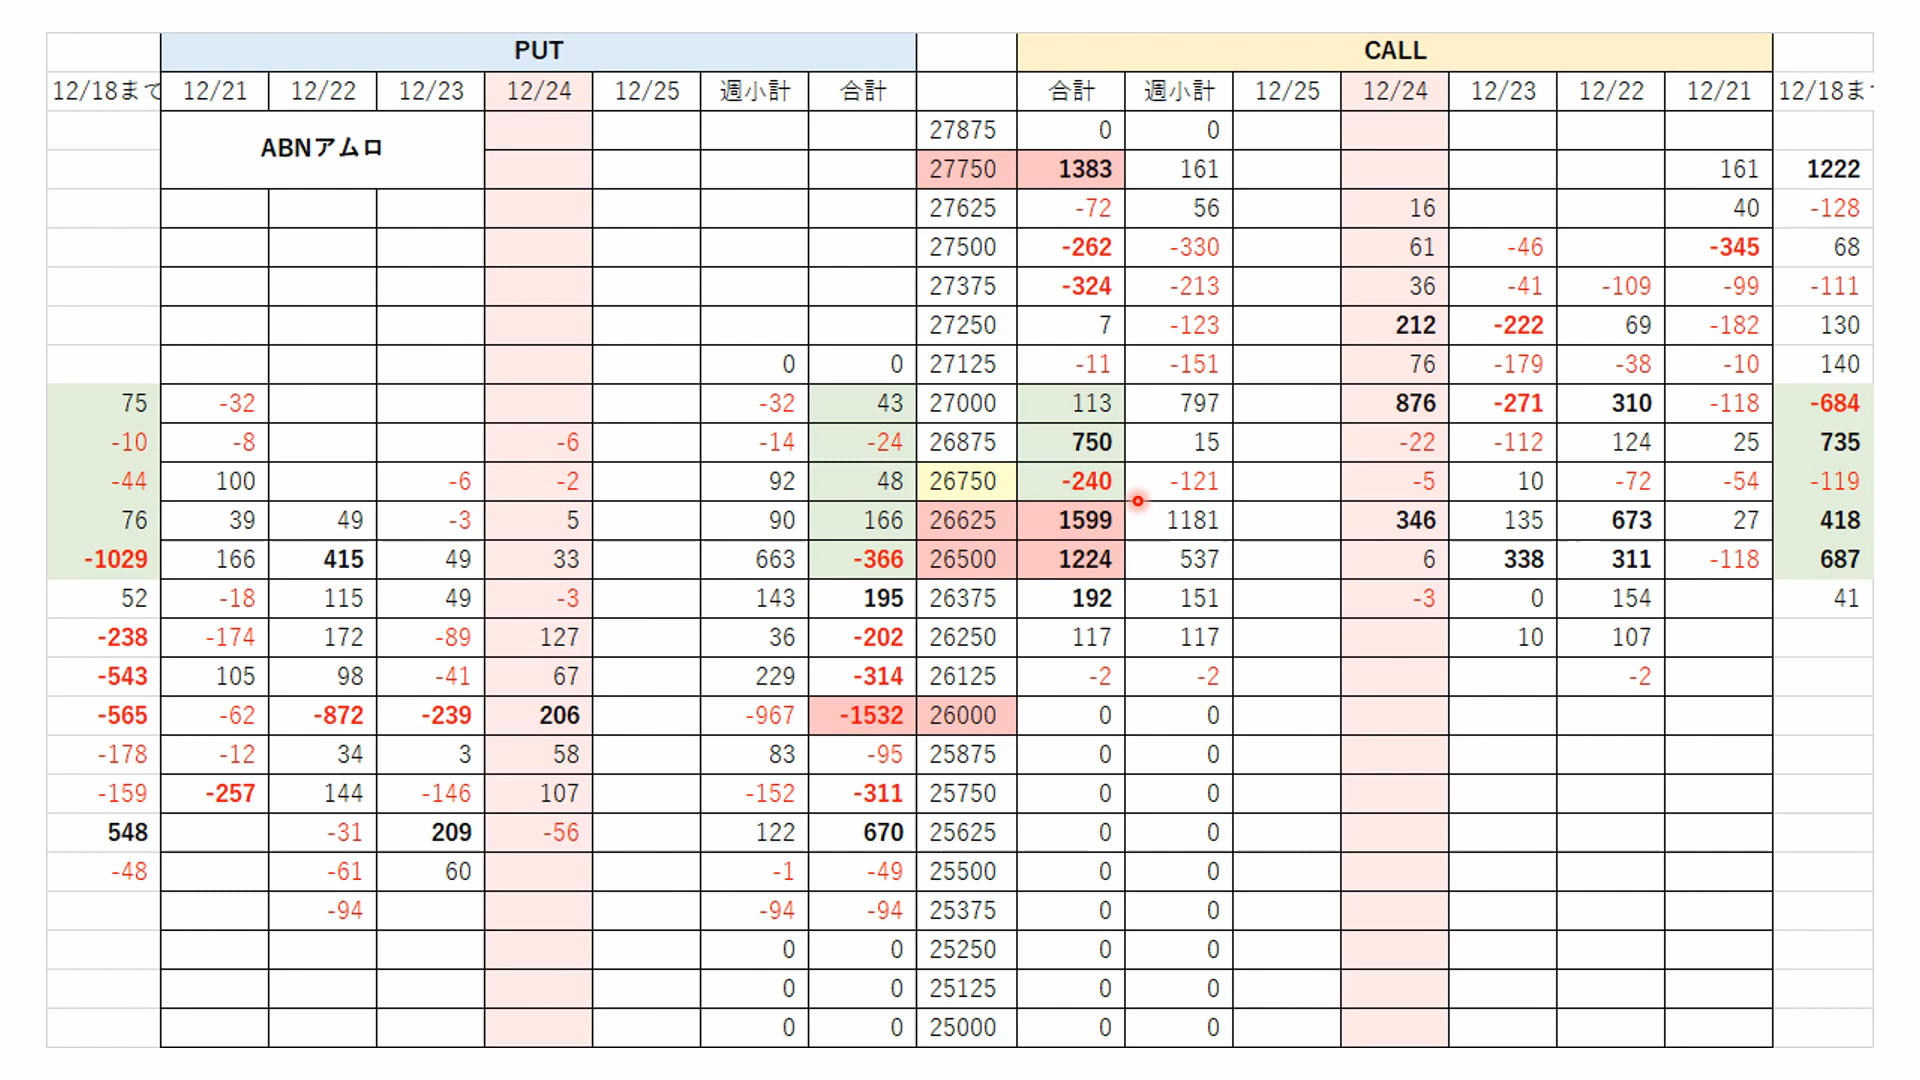 PUT CALL
12/18まで 12/21 12/22 12/23 12/24 12/25 週小計 合計 合計 週小計 12/25 12/24 12/23 12/22 12/21 12/18ま
ABNアムロ
27875 0 0
27750 1383 161 161 1222
27625 -72 56 16 40 -128
27500 -262 -330 61 -46 -345 68
27375 -324 -213 36 -41 -109 -99 -111
27250 7 -123 212 -222 69 -182 130
0 0 27125 -11 -151 76 -179 -38 -10 140
75 -32 -32 43 27000 113 797 876 -271 310 -118 -684
-10 -8 -6 -14 -24 26875 750 15 -22 -112 124 25 735
-44 100 -6 -2 92 48 26750 -240 -121 -5 10 -72 -54 -119
76 39 49 -3 5 90 166 26625 1599 1181 346 135 673 27 418
-1029 166 415 49 33 663 -366 26500 1224 537 6 338 311 -118 687
52 -18 115 49 -3 143 195 26375 192 151 -3 0 154 41
-238 -174 172 -89 127 36 -202 26250 117 117 10 107
-543 105 98 -41 67 229 -314 26125 -2 -2 -2
-565 -62 -872 -239 206 -967 -1532 26000 0 0
-178 -12 34 3 58 83 -95 25875 0 0
-159 -257 144 -146 107 -152 -311 25750 0 0
548 -31 209 -56 122 670 25625 0 0
-48 -61 60 -1 -49 25500 0 0
-94 -94 -94 25375 0 0
0 0 25250 0 0
0 0 25125 0 0
0 0 25000 0 0